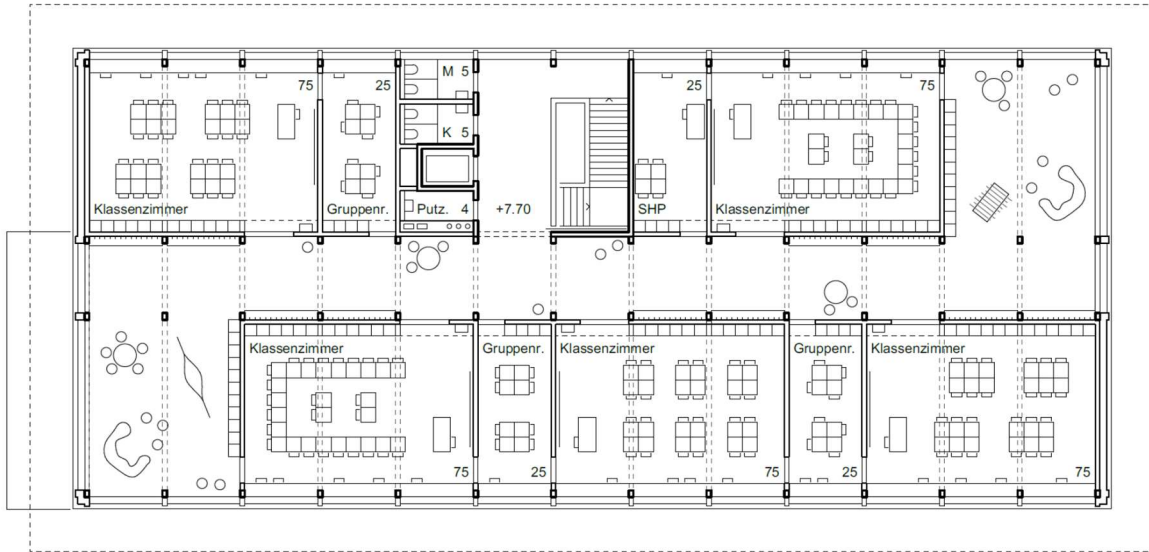 75
25
M 5
K 5
25
75
Klassenzimmer
Gruppenr.
Putz. 4
+7.70
SHP
Klassenzimmer
Klassenzimmer
Gruppenr.
Klassenzimmer
Gruppenr.
Klassenzimmer
75
25
75
25
75